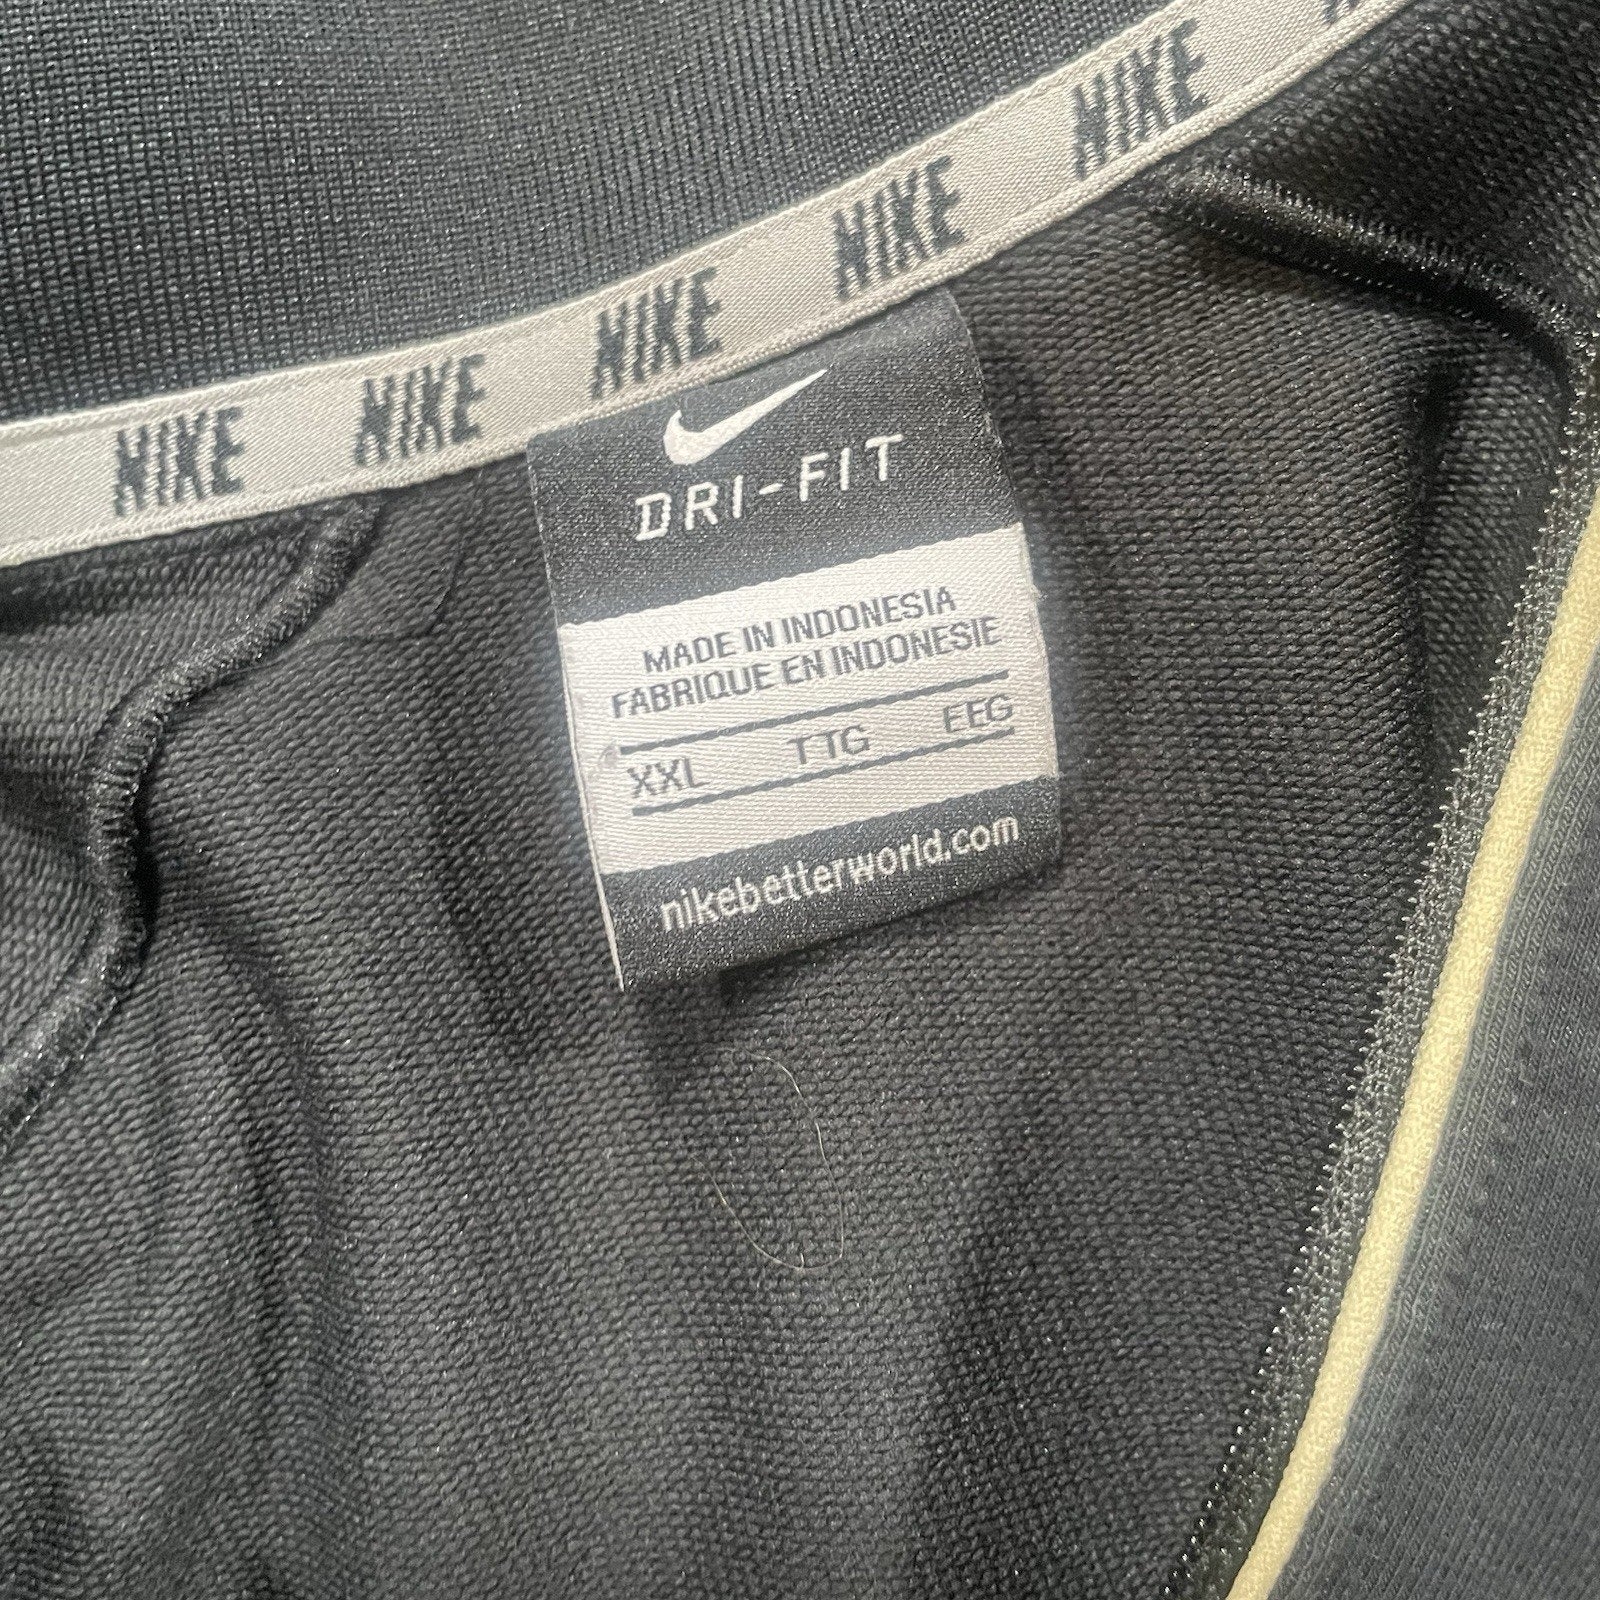 NIKE NIKE NIKE NIKE NIKE
DRI-FIT
MADE IN INDONESIA
FABRIQUE EN INDONESIE
XXL TTG EEG
nikebetterworld.com